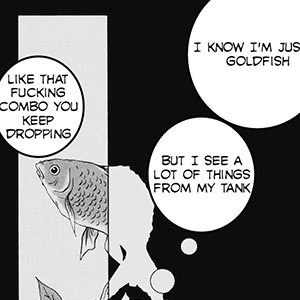 I KNOW I'M JUS
GOLDFISH
BUT I SEE A
LOT OF THINGS
FROM MY TANK
LIKE THAT
FUCKING
COMBO YOU
KEEP
DROPPING